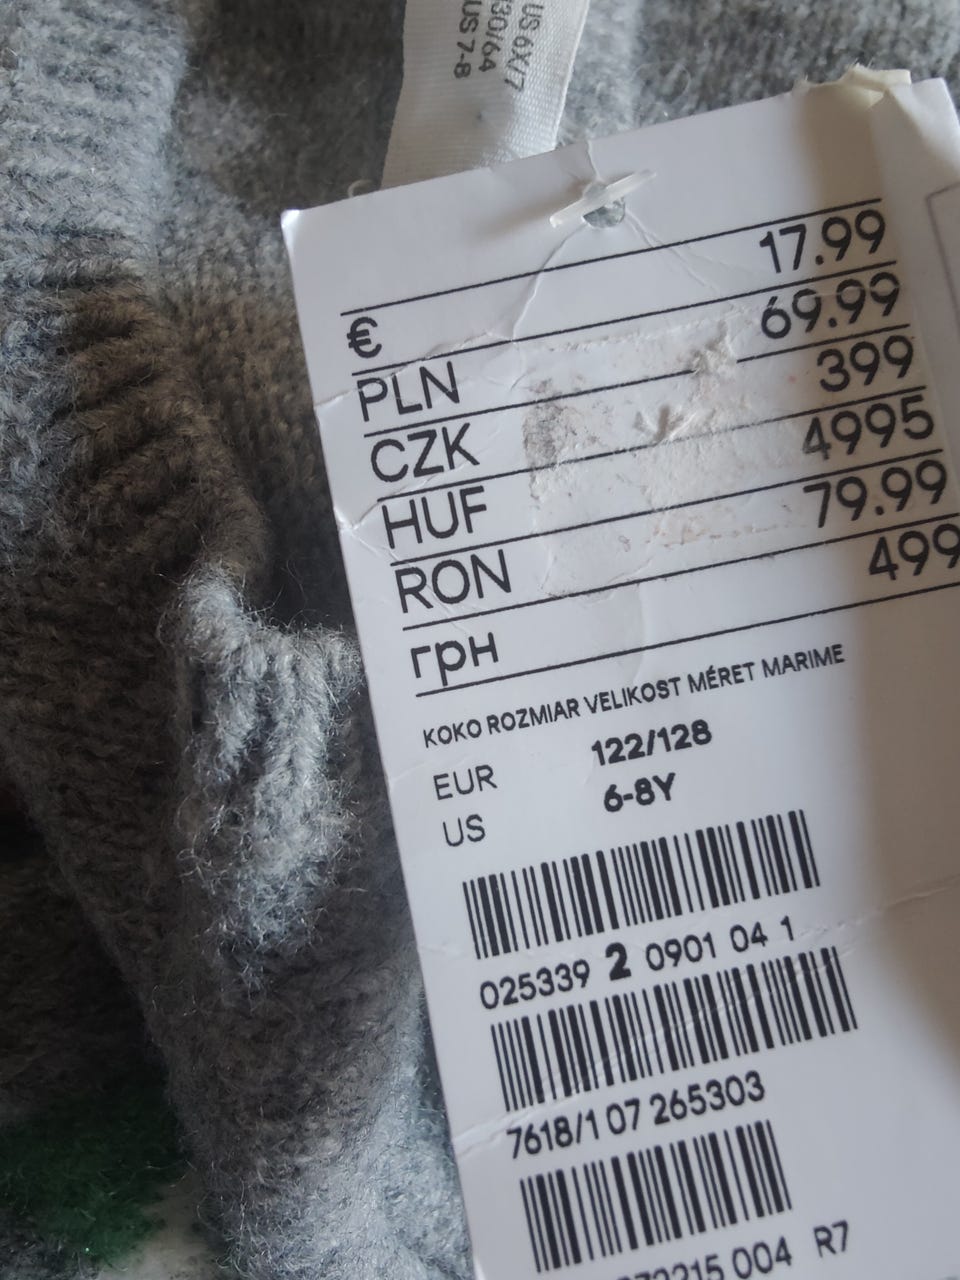 US 6X/7
30/64
US 7-8
€ 17.99
PLN 69.99
CZK 399
HUF 4995
RON 79.99
грн 499
KOKO ROZMIAR VELIKOST MÉRET MARIME
EUR 122/128
US 6-8Y
025339 2 0901 04 1
7618/1 07 265303
004 R7